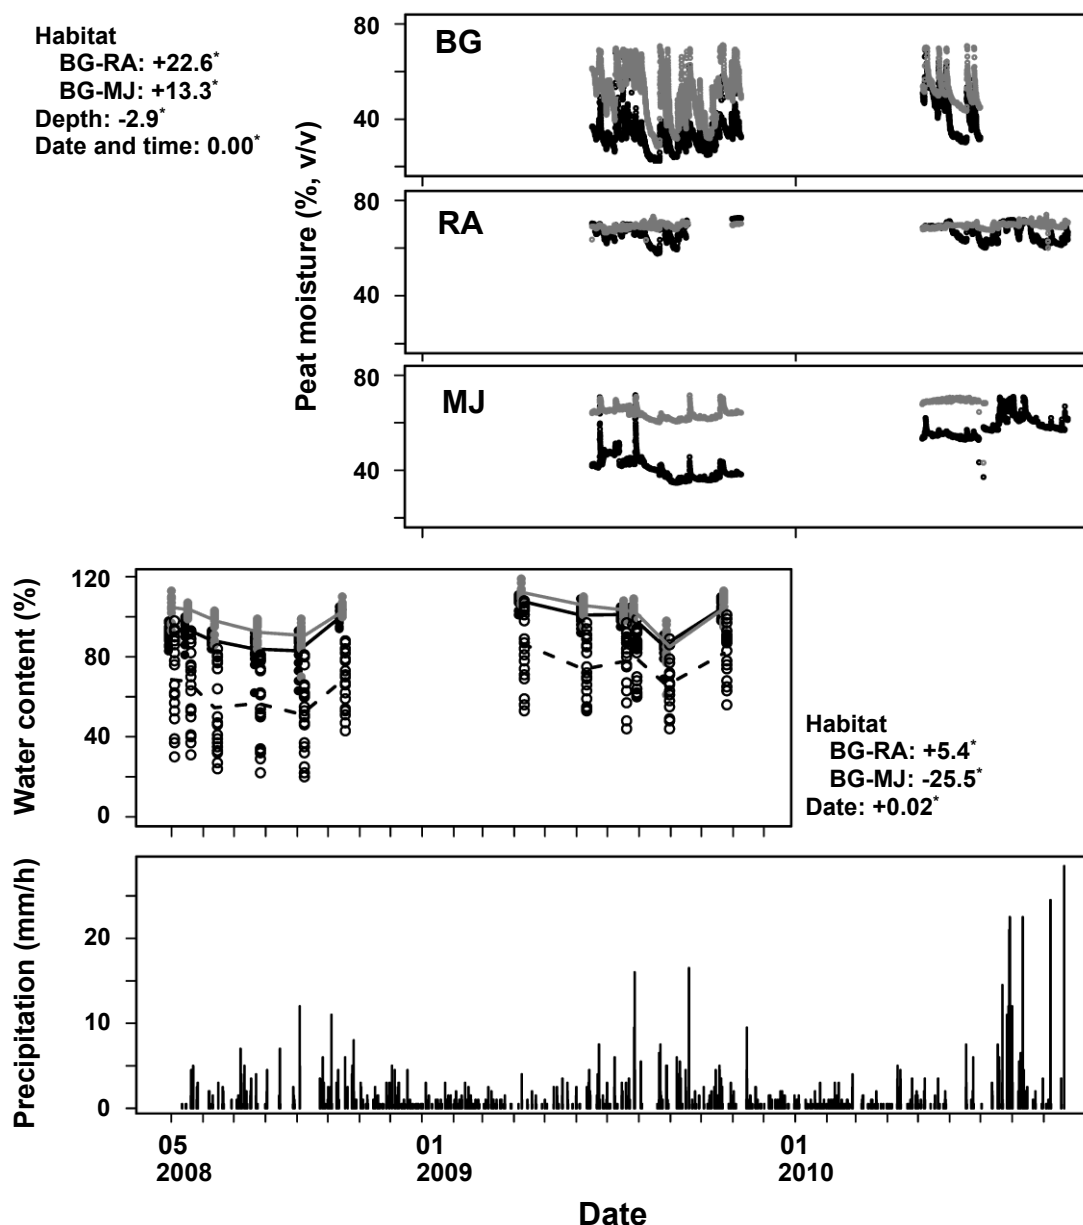 Habitat
BG-RA: +22.6*
BG-MJ: +13.3*
Depth: -2.9*
Date and time: 0.00*
Peat moisture (%, v/v)
80
40
BG
80
40
RA
80
40
MJ
Water content (%)
120
80
40
0
Habitat
BG-RA: +5.4*
BG-MJ: -25.5*
Date: +0.02*
Precipitation (mm/h)
20
10
0
05 01 01
2008 2009 2010
Date